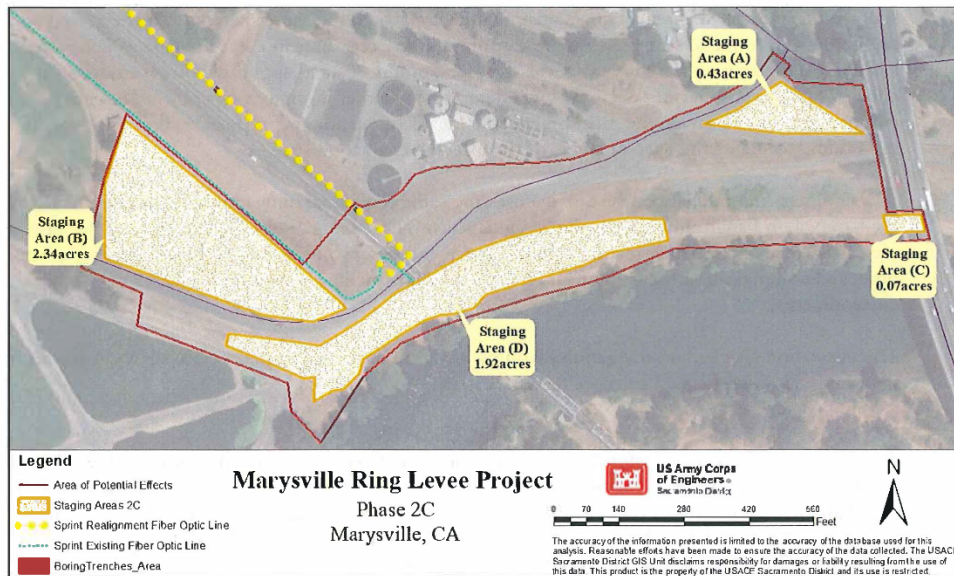 Staging
Area (A)
0.43acres
Staging
Area (B)
2.34acres
Staging
Area (C)
0.07acres
Staging
Area (D)
1.92acres
Legend
Area of Potential Effects
Staging Areas 2C
Sprint Realignment Fiber Optic Line
Sprint Existing Fiber Optic Line
BoringTrenches_Area
Marysville Ring Levee Project
Phase 2C
Marysville, CA
US Army Corps
of Engineers®
Sacramento District
0 70 140 280 420 560
Feet
N
The accuracy of the information presented is limited to the accuracy of the database used for this
analysis. Reasonable efforts have been made to ensure the accuracy of the data collected. The USACE
Sacramento District GIS Unit disclaims responsibility for damages or liability resulting from the use of
this data. This product is the property of the USACE Sacramento District and its use is restricted.